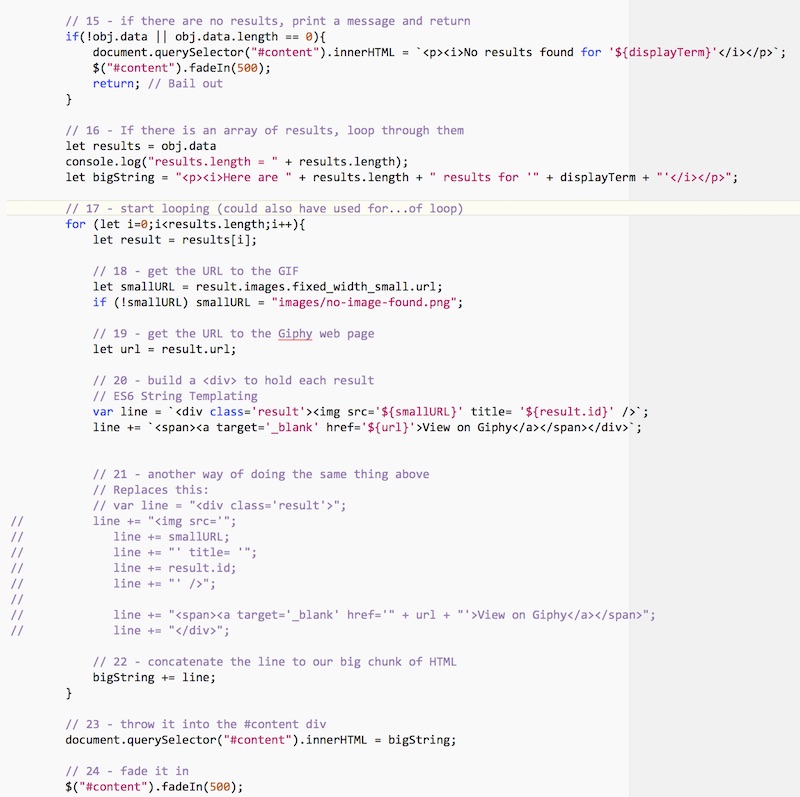 // 15 - if there are no results, print a message and return
if(!obj.data || obj.data.length == 0){
document.querySelector("#content").innerHTML = `<p><i>No results found for '${displayTerm}'</i></p>`;
$("#content").fadeIn(500);
return; // Bail out
}
// 16 - If there is an array of results, loop through them
let results = obj.data
console.log("results.length = " + results.length);
let bigString = "<p><i>Here are " + results.length + " results for '" + displayTerm + "'</i></p>";
// 17 - start looping (could also have used for...of loop)
for (let i=0;i<results.length;i++){
let result = results[i];
// 18 - get the URL to the GIF
let smallURL = result.images.fixed_width_small.url;
if (!smallURL) smallURL = "images/no-image-found.png";
// 19 - get the URL to the Giphy web page
let url = result.url;
// 20 - build a <div> to hold each result
// ES6 String Templating
var line = `<div class='result'><img src='${smallURL}' title= '${result.id}' />`;
line += `<span><a target='_blank' href='${url}'>View on Giphy</a></span></div>`;
// 21 - another way of doing the same thing above
// Replaces this:
// var line = "<div class='result'>";
// line += "<img src='";
// line += smallURL;
// line += "' title= '";
// line += result.id;
// line += "' />";
//
// line += "<span><a target='_blank' href='" + url + "'>View on Giphy</a></span>";
// line += "</div>";
// 22 - concatenate the line to our big chunk of HTML
bigString += line;
}
// 23 - throw it into the #content div
document.querySelector("#content").innerHTML = bigString;
// 24 - fade it in
$("#content").fadeIn(500);